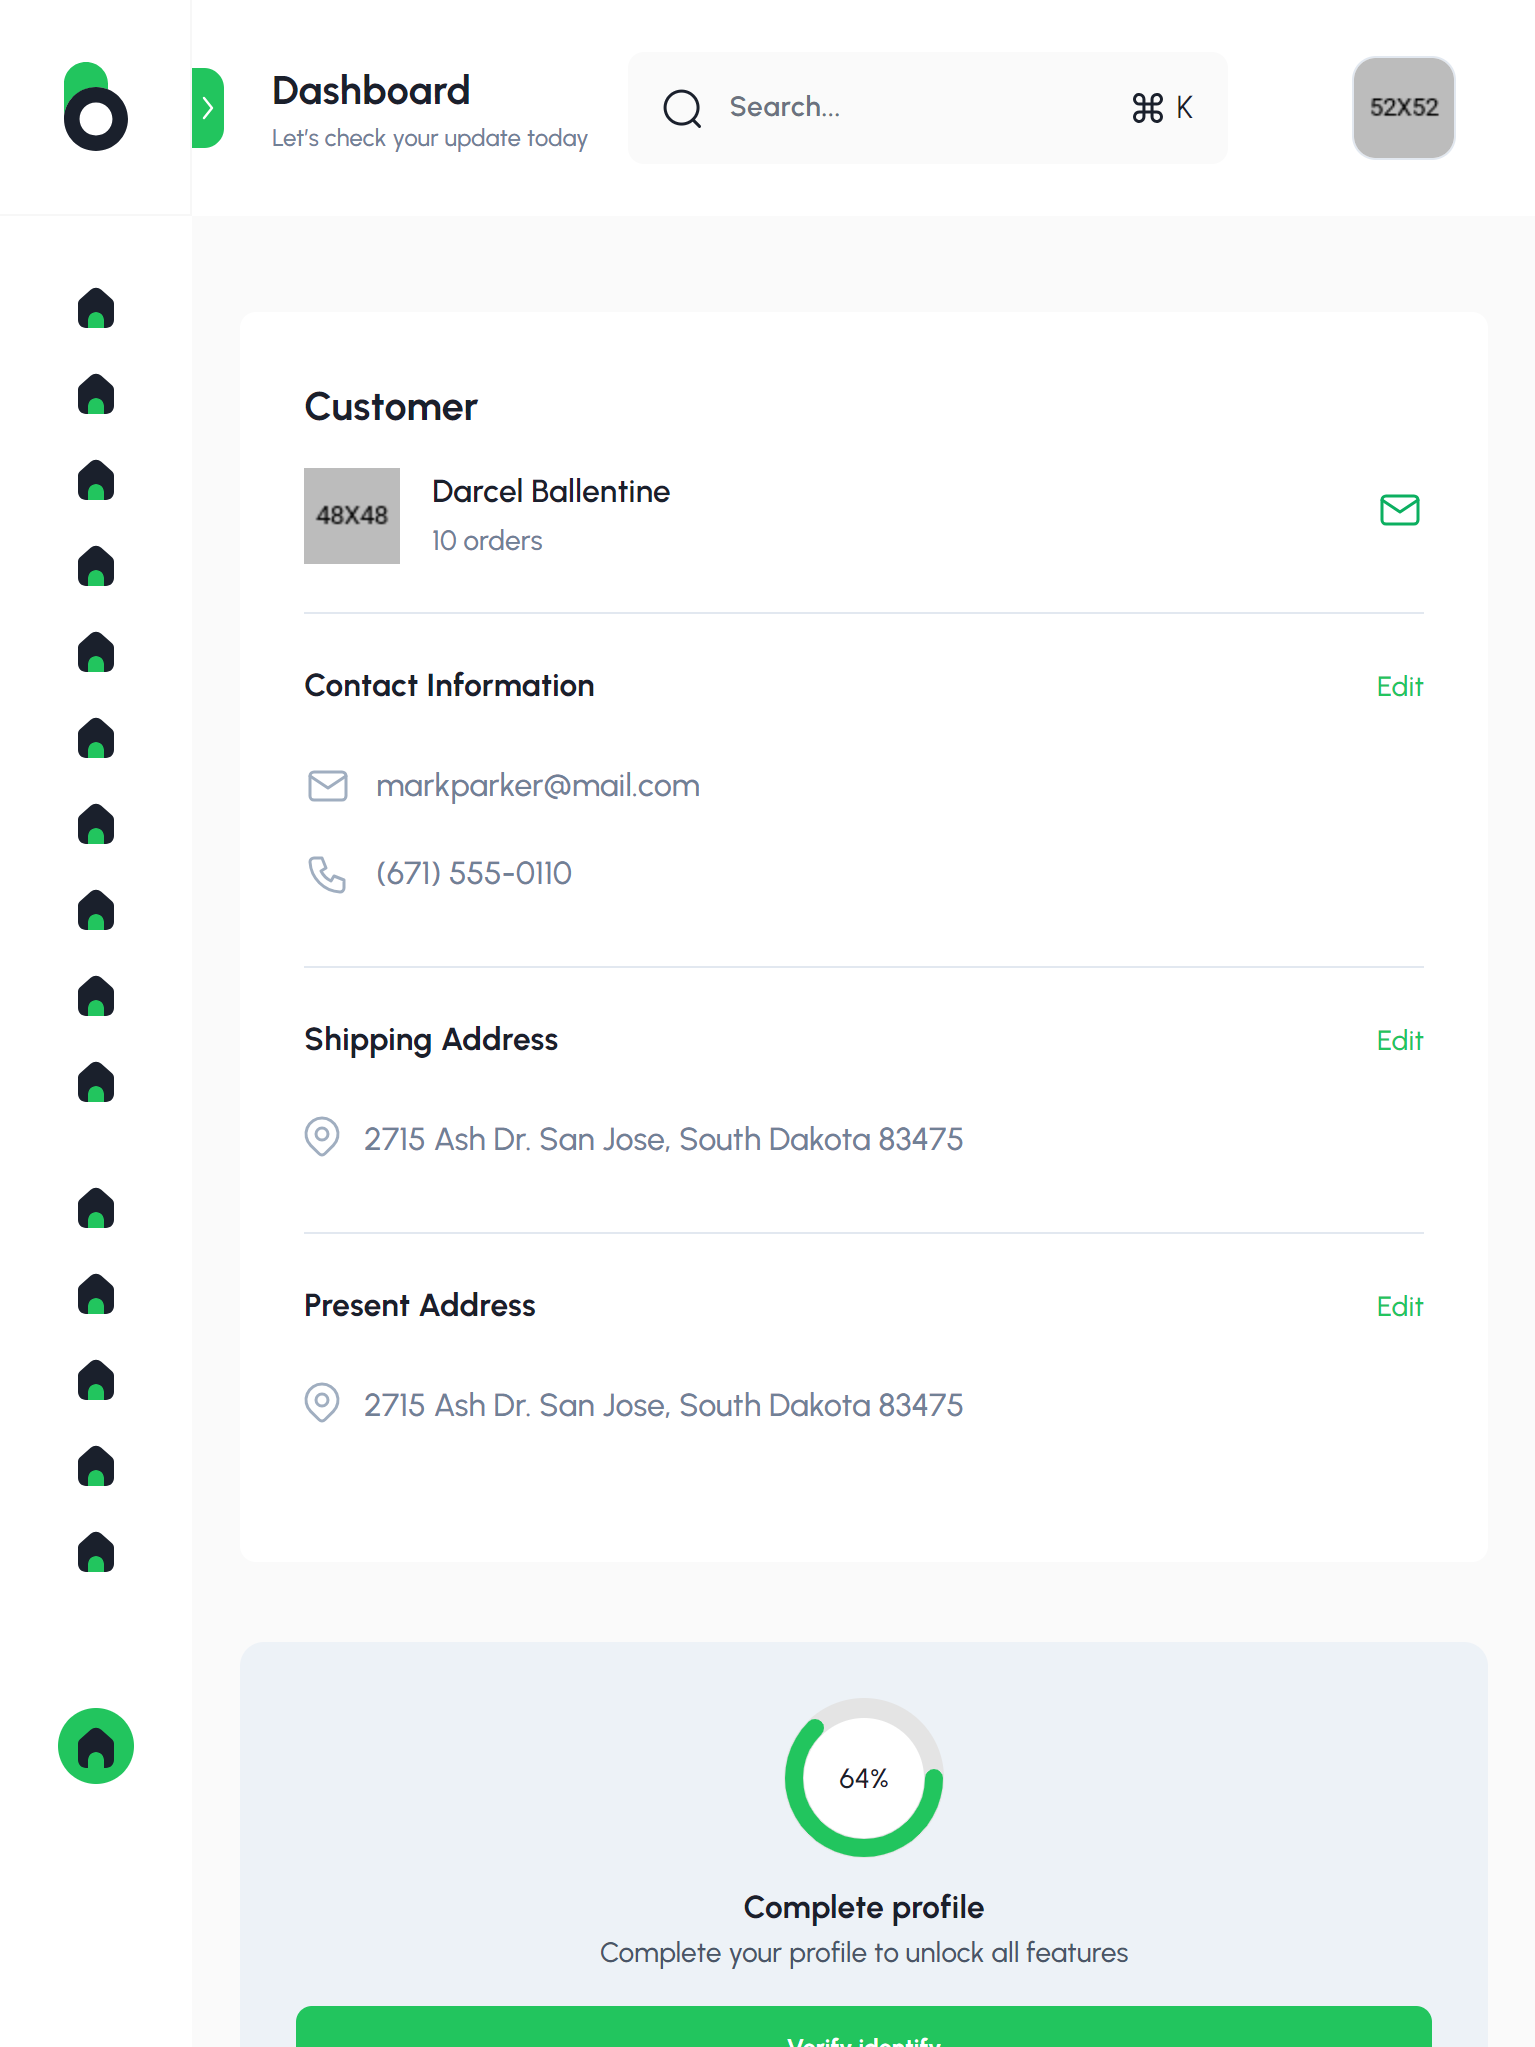 Dashboard
Let's check your update today
Search...
⌘ K
52X52
Customer
48X48
Darcel Ballentine
10 orders
Contact Information
Edit
markparker@mail.com
(671) 555-0110
Shipping Address
Edit
2715 Ash Dr. San Jose, South Dakota 83475
Present Address
Edit
2715 Ash Dr. San Jose, South Dakota 83475
64%
Complete profile
Complete your profile to unlock all features
Verify identify